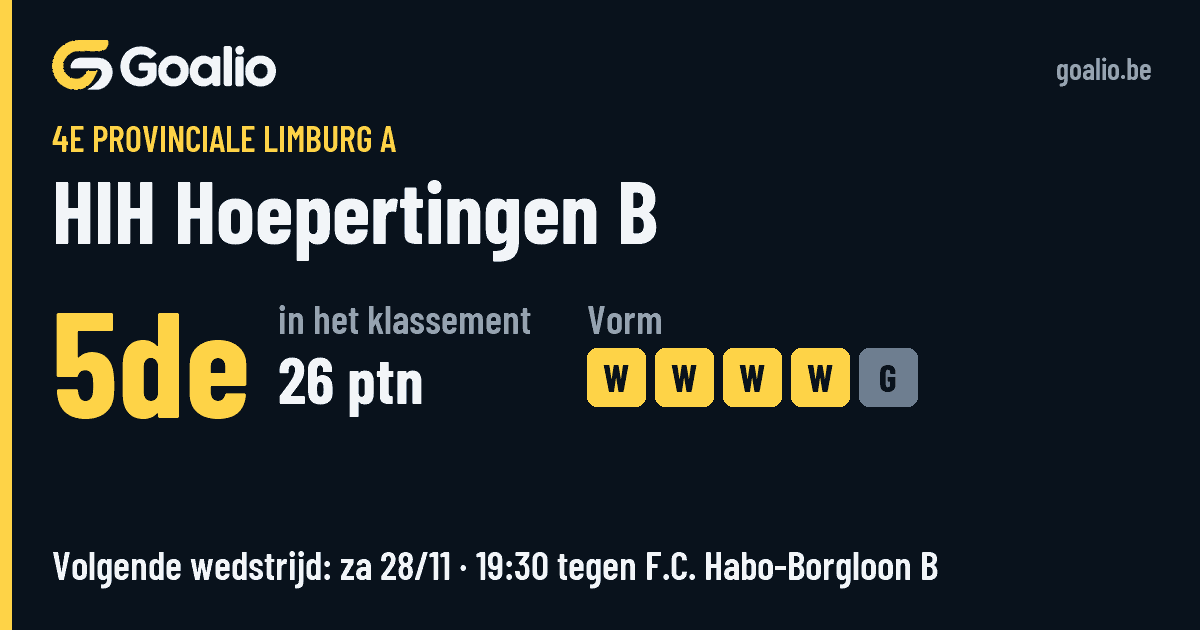 Goalio
goalio.be
4E PROVINCIALE LIMBURG A
HIH Hoepertingen B
5de
in het klassement
26 ptn
Vorm
W W W W G
Volgende wedstrijd: za 28/11 · 19:30 tegen F.C. Habo-Borgloon B